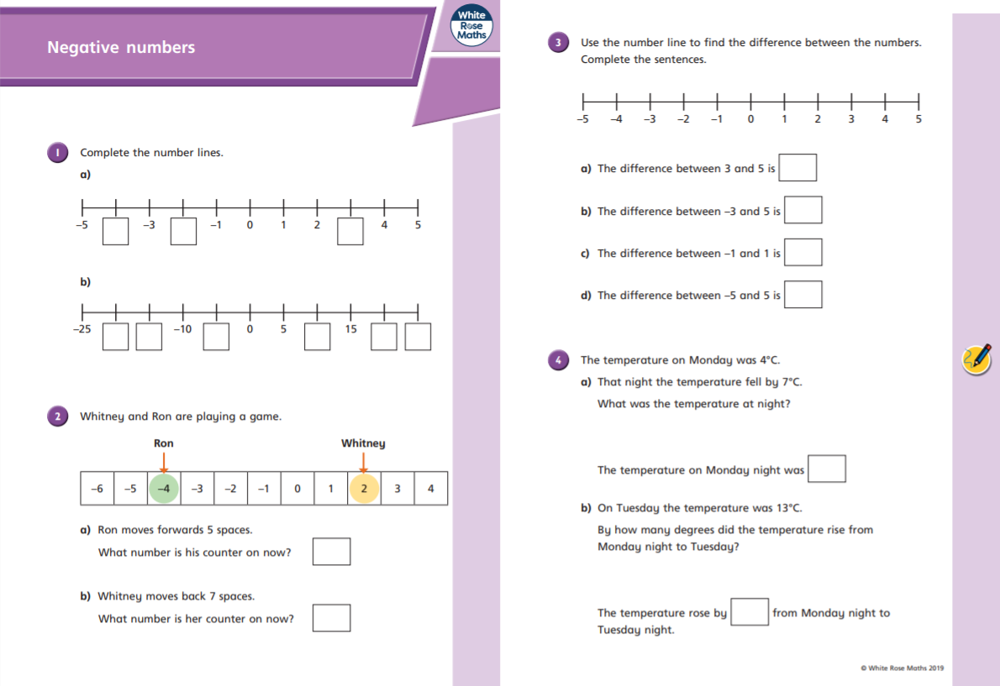 Negative numbers
White
Rose
Maths
1 Complete the number lines.
a)
–5 –3 –1 0 1 2 4 5
b)
–25 –10 0 5 15
2 Whitney and Ron are playing a game.
Ron Whitney
–6 –5 –4 –3 –2 –1 0 1 2 3 4
a) Ron moves forwards 5 spaces.
What number is his counter on now?
b) Whitney moves back 7 spaces.
What number is her counter on now?
3 Use the number line to find the difference between the numbers.
Complete the sentences.
–5 –4 –3 –2 –1 0 1 2 3 4 5
a) The difference between 3 and 5 is
b) The difference between –3 and 5 is
c) The difference between –1 and 1 is
d) The difference between –5 and 5 is
4 The temperature on Monday was 4°C.
a) That night the temperature fell by 7°C.
What was the temperature at night?
The temperature on Monday night was
b) On Tuesday the temperature was 13°C.
By how many degrees did the temperature rise from
Monday night to Tuesday?
The temperature rose by from Monday night to
Tuesday night.
© White Rose Maths 2019